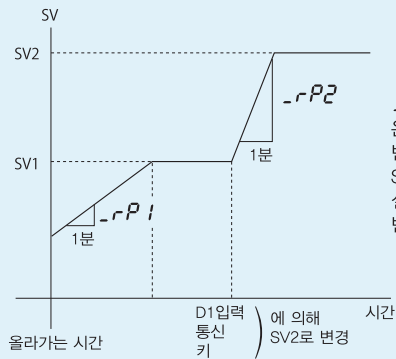 SV
SV2
_rP2
1분
SV1
_rP1
1분
올라가는 시간
D1입력
통신
키
에 의해
SV2로 변경
시간